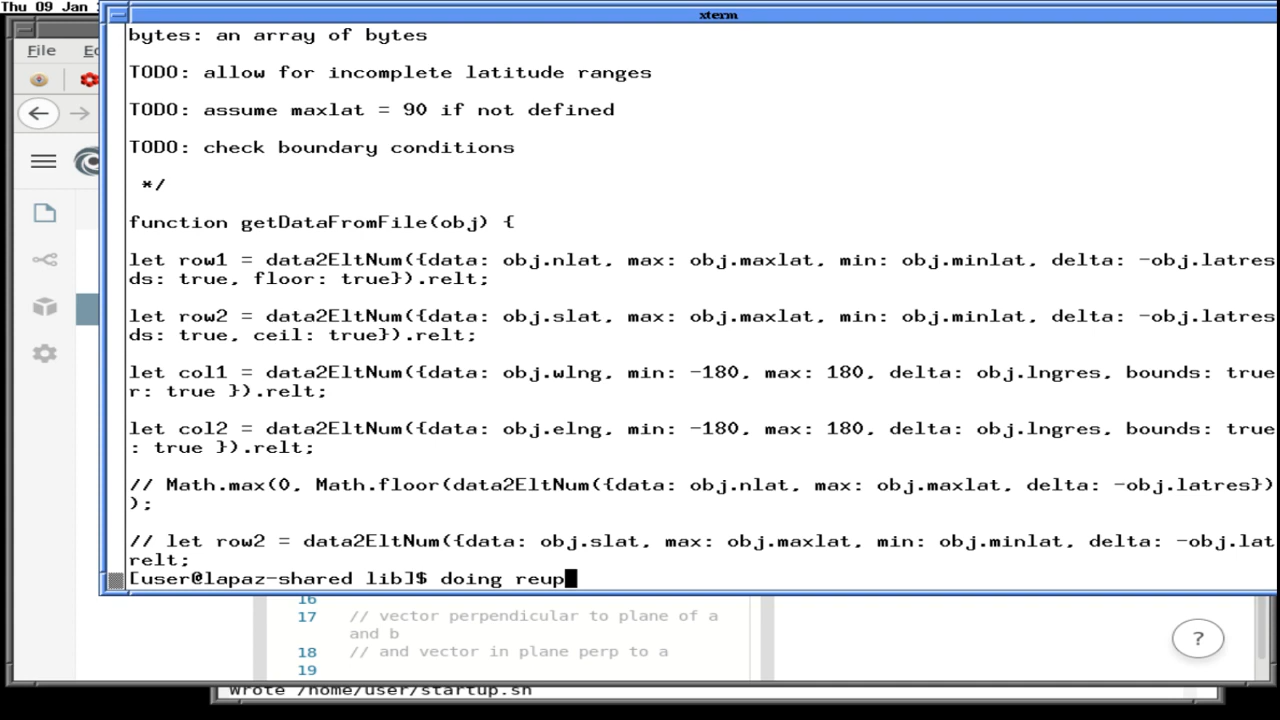 Thu 09 Jan
xterm
File
bytes: an array of bytes
TODO: allow for incomplete latitude ranges
TODO: assume maxlat = 90 if not defined
TODO: check boundary conditions
*/
function getDataFromFile(obj) {
let row1 = data2EltNum({data: obj.nlat, max: obj.maxlat, min: obj.minlat, delta: -obj.latres
ds: true, floor: true}).relt;
let row2 = data2EltNum({data: obj.slat, max: obj.maxlat, min: obj.minlat, delta: -obj.latres
ds: true, ceil: true}).relt;
let col1 = data2EltNum({data: obj.wlng, min: -180, max: 180, delta: obj.lngres, bounds: true
r: true }).relt;
let col2 = data2EltNum({data: obj.elng, min: -180, max: 180, delta: obj.lngres, bounds: true
: true }).relt;
// Math.max(0, Math.floor(data2EltNum({data: obj.nlat, max: obj.maxlat, delta: -obj.latres})
);
// let row2 = data2EltNum({data: obj.slat, max: obj.maxlat, min: obj.minlat, delta: -obj.lat
relt;
[user@lapaz-shared lib]$ doing reup
16
17 // vector perpendicular to plane of a
and b
18 // and vector in plane perp to a
19
?
Wrote /home/user/startup.sh